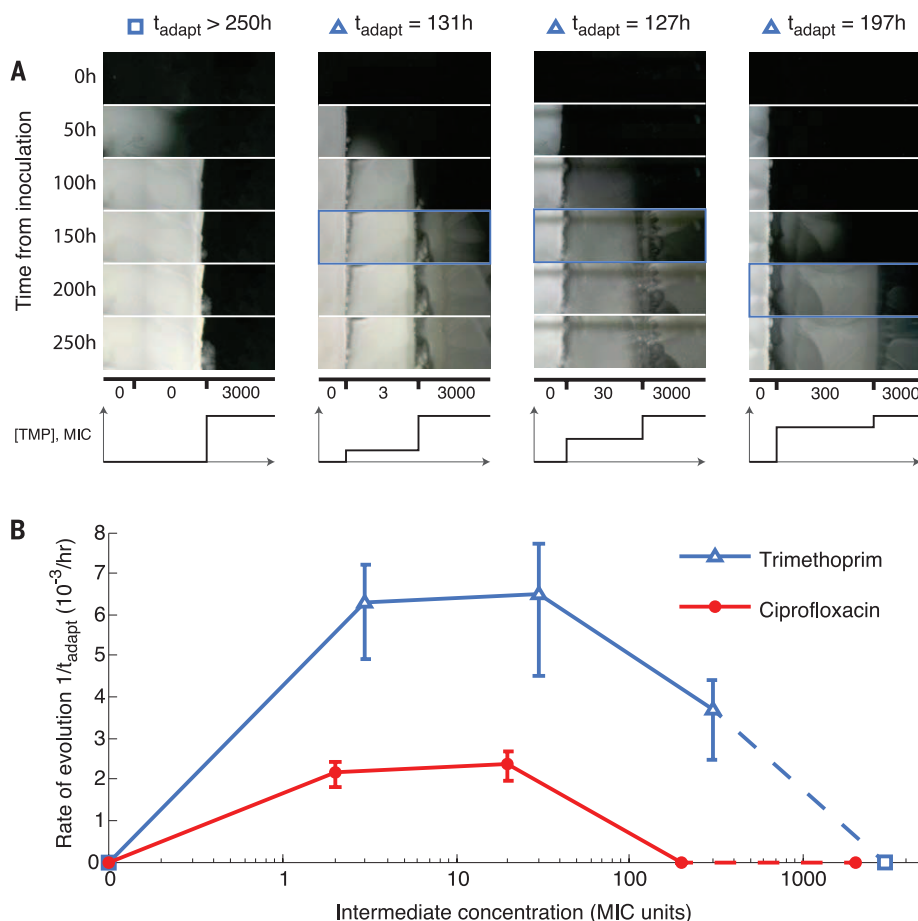 t_adapt > 250h t_adapt = 131h t_adapt = 127h t_adapt = 197h
A
Time from inoculation
0h
50h
100h
150h
200h
250h
0 0 3000 0 3 3000 0 30 3000 0 300 3000
[TMP], MIC
B
Rate of evolution 1/t_adapt (10⁻³/hr)
8
7
6
5
4
3
2
1
0
Trimethoprim
Ciprofloxacin
0 1 10 100 1000
Intermediate concentration (MIC units)